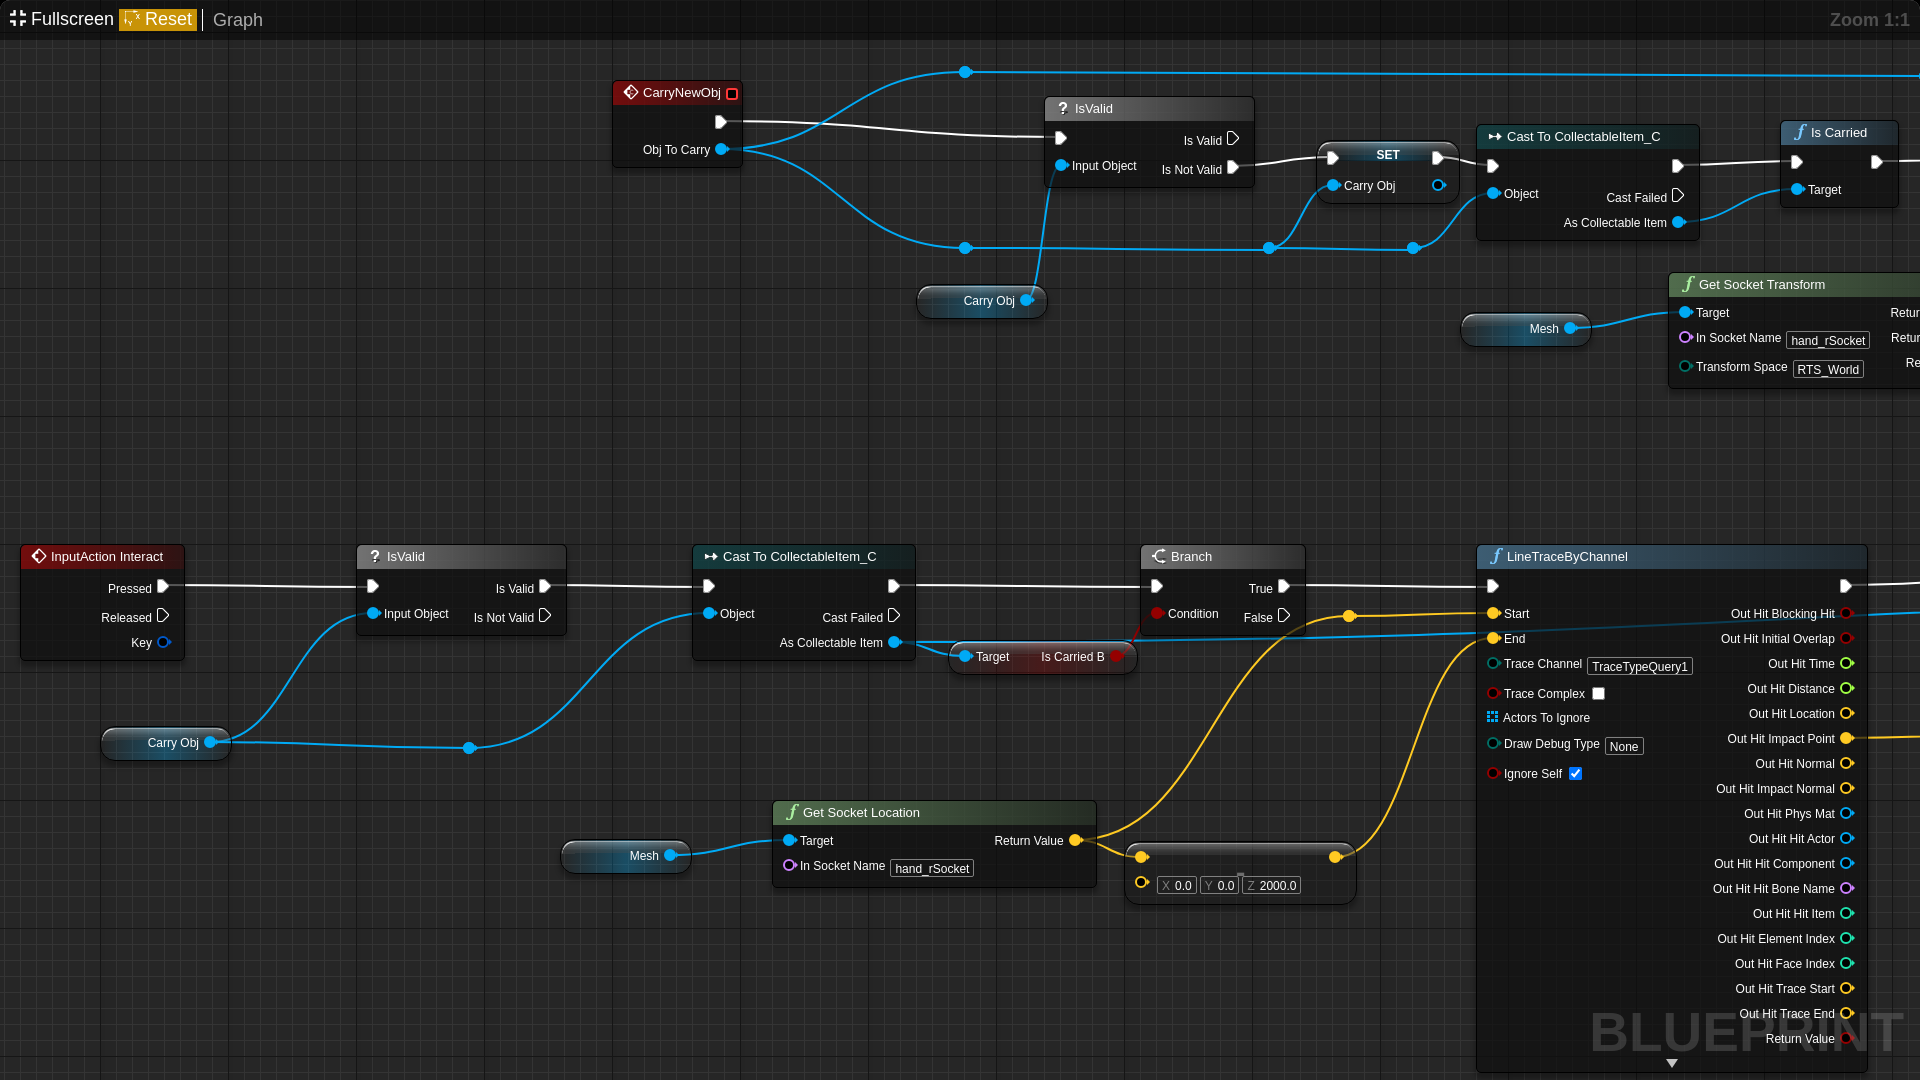 Fullscreen Reset Graph
Zoom 1:1
CarryNewObj
Obj To Carry
? IsValid
Is Valid
Input Object
Is Not Valid
SET
Carry Obj
Cast To CollectableItem_C
Object
Cast Failed
As Collectable Item
Is Carried
Target
Carry Obj
Mesh
Get Socket Transform
Target
Retur
In Socket Name hand_rSocket
Retur
Transform Space RTS_World
Re
InputAction Interact
Pressed
Released
Key
? IsValid
Is Valid
Input Object
Is Not Valid
Cast To CollectableItem_C
Object
Cast Failed
As Collectable Item
Target
Is Carried B
Branch
True
Condition
False
Carry Obj
Mesh
Get Socket Location
Target
Return Value
In Socket Name hand_rSocket
X 0.0 Y 0.0 Z 2000.0
LineTraceByChannel
Start
End
Trace Channel TraceTypeQuery1
Trace Complex
Actors To Ignore
Draw Debug Type None
Ignore Self
Out Hit Blocking Hit
Out Hit Initial Overlap
Out Hit Time
Out Hit Distance
Out Hit Location
Out Hit Impact Point
Out Hit Normal
Out Hit Impact Normal
Out Hit Phys Mat
Out Hit Hit Actor
Out Hit Hit Component
Out Hit Hit Bone Name
Out Hit Hit Item
Out Hit Element Index
Out Hit Face Index
Out Hit Trace Start
Out Hit Trace End
Return Value
BLUEPRINT